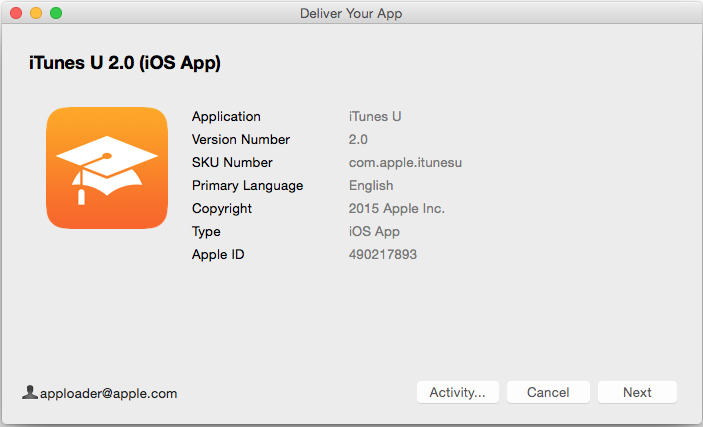 Deliver Your App
iTunes U 2.0 (iOS App)
Application iTunes U
Version Number 2.0
SKU Number com.apple.itunesu
Primary Language English
Copyright 2015 Apple Inc.
Type iOS App
Apple ID 490217893
apploader@apple.com Activity... Cancel Next